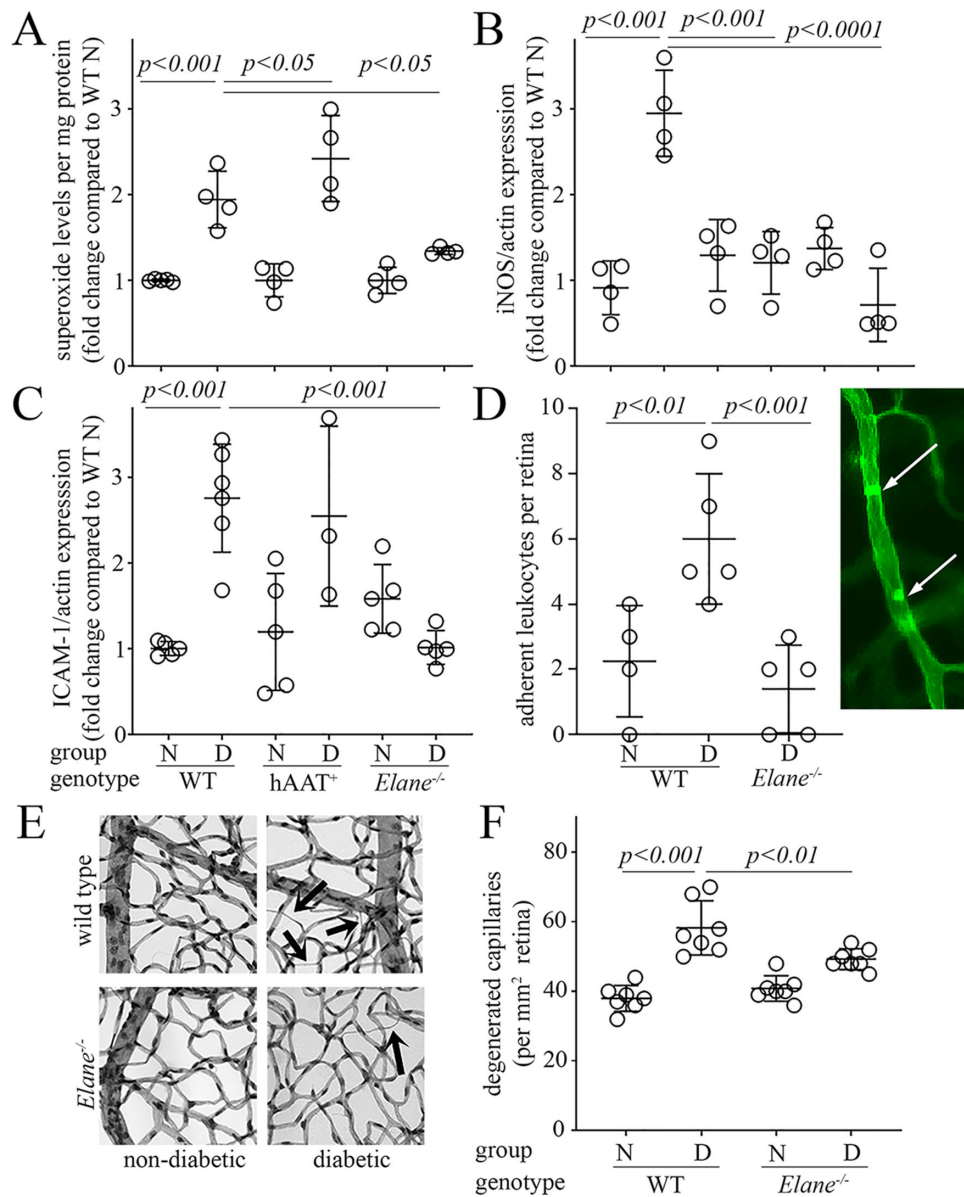 A
p<0.001
p<0.05
p<0.05
superoxide levels per mg protein
(fold change compared to WT N)
3
2
1
0
B
p<0.001
p<0.001
p<0.0001
iNOS/actin expresssion
(fold change compared to WT N)
3
2
1
0
C
p<0.001
p<0.001
ICAM-1/actin expresssion
(fold change compared to WT N)
3
2
1
0
group N D N D N D
genotype WT hAAT⁺ Elane⁻/⁻
D
p<0.01
p<0.001
adherent leukocytes per retina
10
8
6
4
2
0
N D D
WT Elane⁻/⁻
E
wild type
Elane⁻/⁻
non-diabetic diabetic
F
p<0.001
p<0.01
degenerated capillaries
(per mm² retina)
80
60
40
20
0
group N D N D
genotype WT Elane⁻/⁻